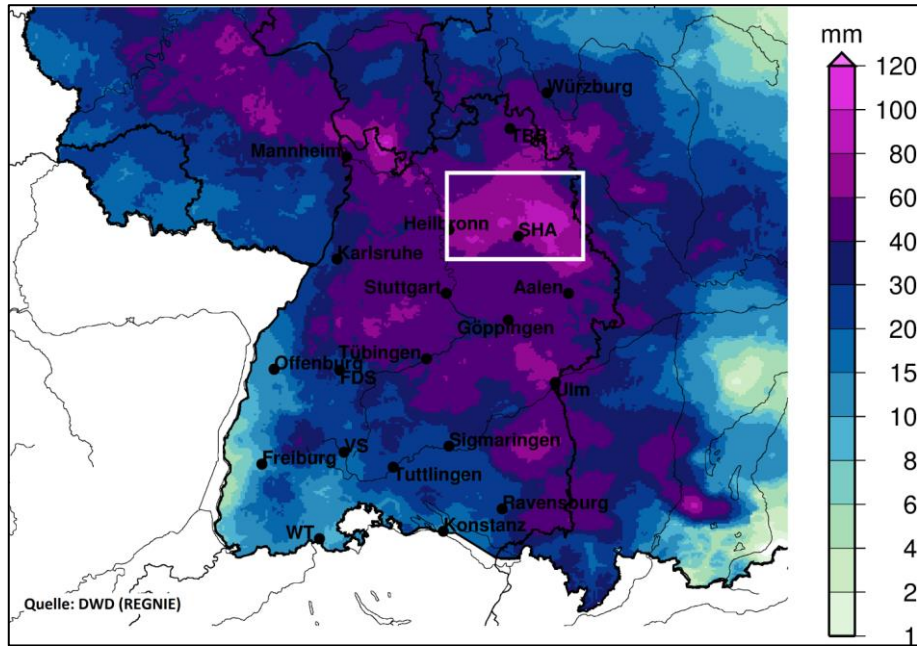 mm
120
100
80
60
40
30
20
15
10
8
6
4
2
1
Würzburg
TBB
Mannheim
Heilbronn
SHA
Karlsruhe
Stuttgart
Aalen
Göppingen
Tübingen
Offenburg
FDS
Ulm
VS
Sigmaringen
Freiburg
Tuttlingen
Ravensburg
WT
Konstanz
Quelle: DWD (REGNIE)